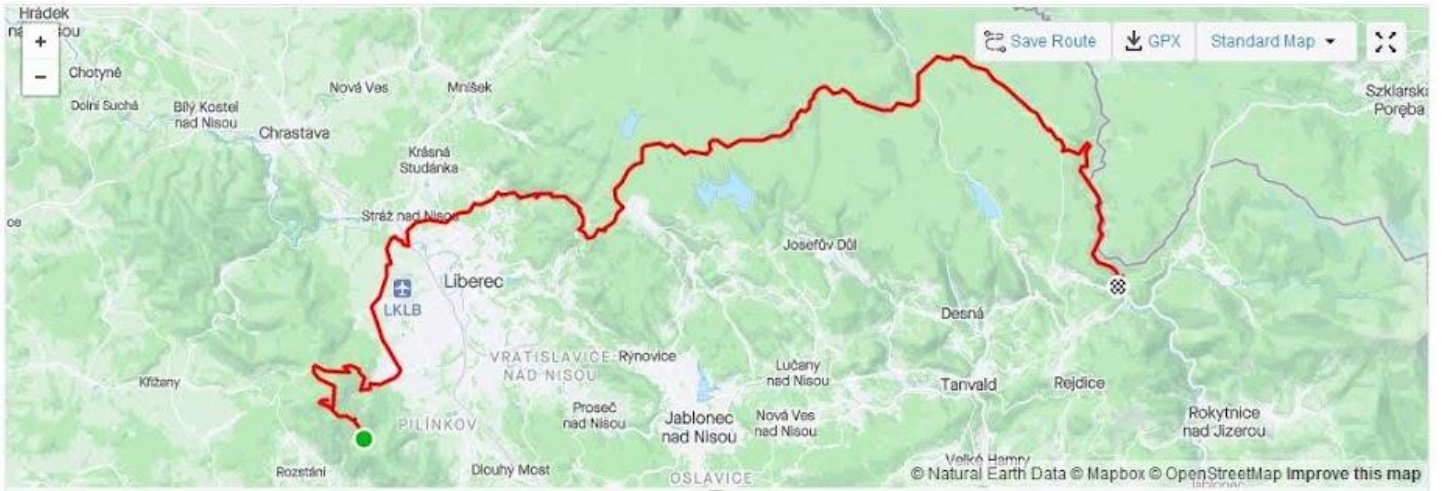 Hrádek
nad Nisou
+
−
Save Route
GPX
Standard Map
Chotyně
Dolní Suchá
Bílý Kostel
nad Nisou
Nová Ves
Mníšek
Chrastava
Szklarska
Poręba
Krásná
Studánka
Stráž nad Nisou
ce
Josefův Důl
Liberec
LKLB
Desná
VRATISLAVICE
NAD NISOU
Rýnovice
Lučany
nad Nisou
Křižany
Tanvald
Rejdice
Proseč
nad Nisou
Jablonec
nad Nisou
Nová Ves
nad Nisou
Rokytnice
nad Jizerou
PILÍNKOV
Rozstání
Dlouhý Most
OSLAVICE
Velké Hamry
© Natural Earth Data © Mapbox © OpenStreetMap Improve this map